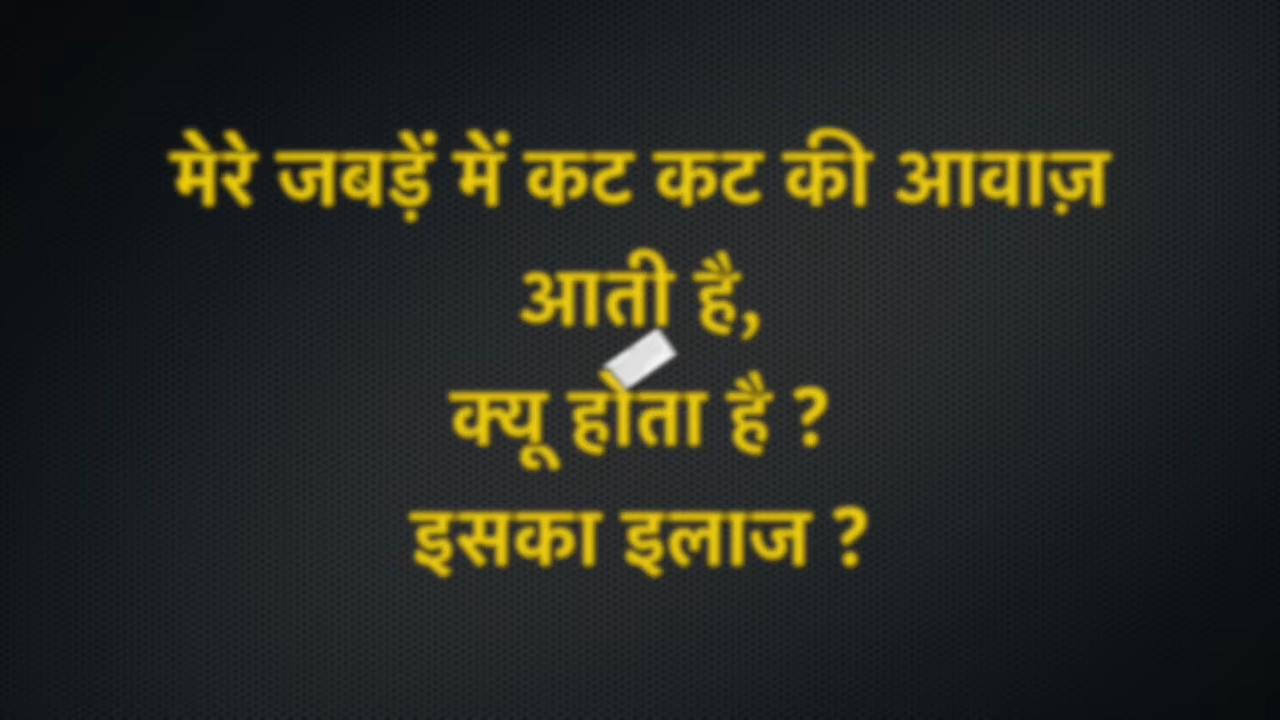 मेरे जबड़ें में कट कट की आवाज़
आती है,
क्यू होता है ?
इसका इलाज ?